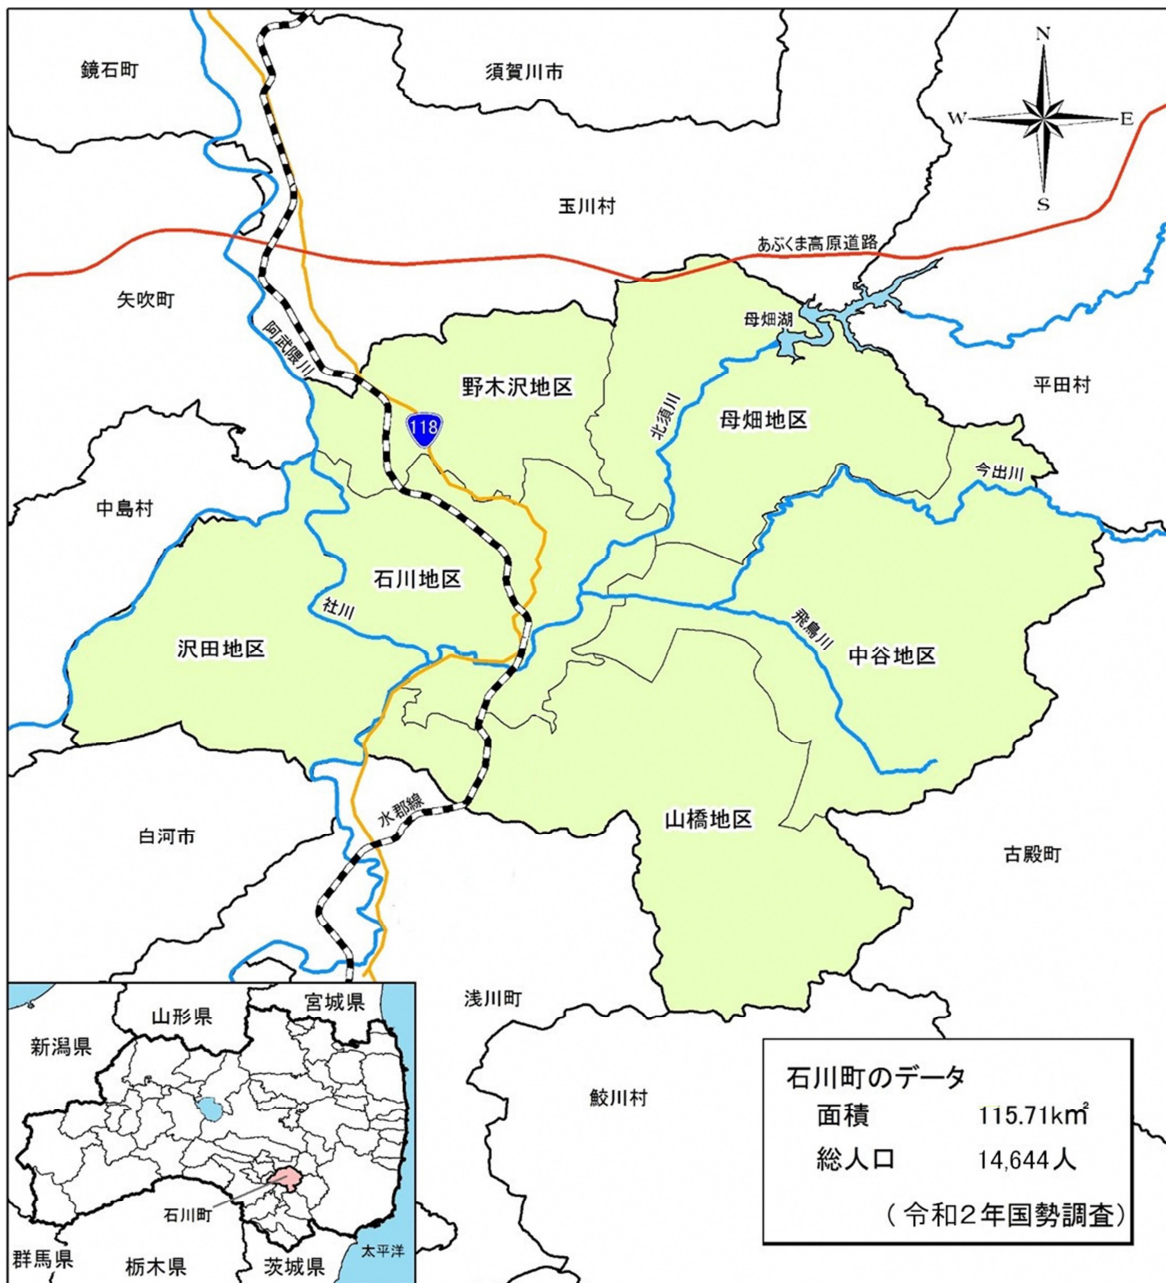 鏡石町
須賀川市
N
W
E
S
玉川村
あぶくま高原道路
矢吹町
阿武隈川
母畑湖
野木沢地区
平田村
118
北須川
母畑地区
今出川
中島村
石川地区
社川
飛鳥川
沢田地区
中谷地区
水郡線
山橋地区
白河市
古殿町
浅川町
鮫川村
宮城県
山形県
新潟県
石川町
太平洋
群馬県
栃木県
茨城県
石川町のデータ
面積 115.71k㎡
総人口 14,644人
（令和２年国勢調査）